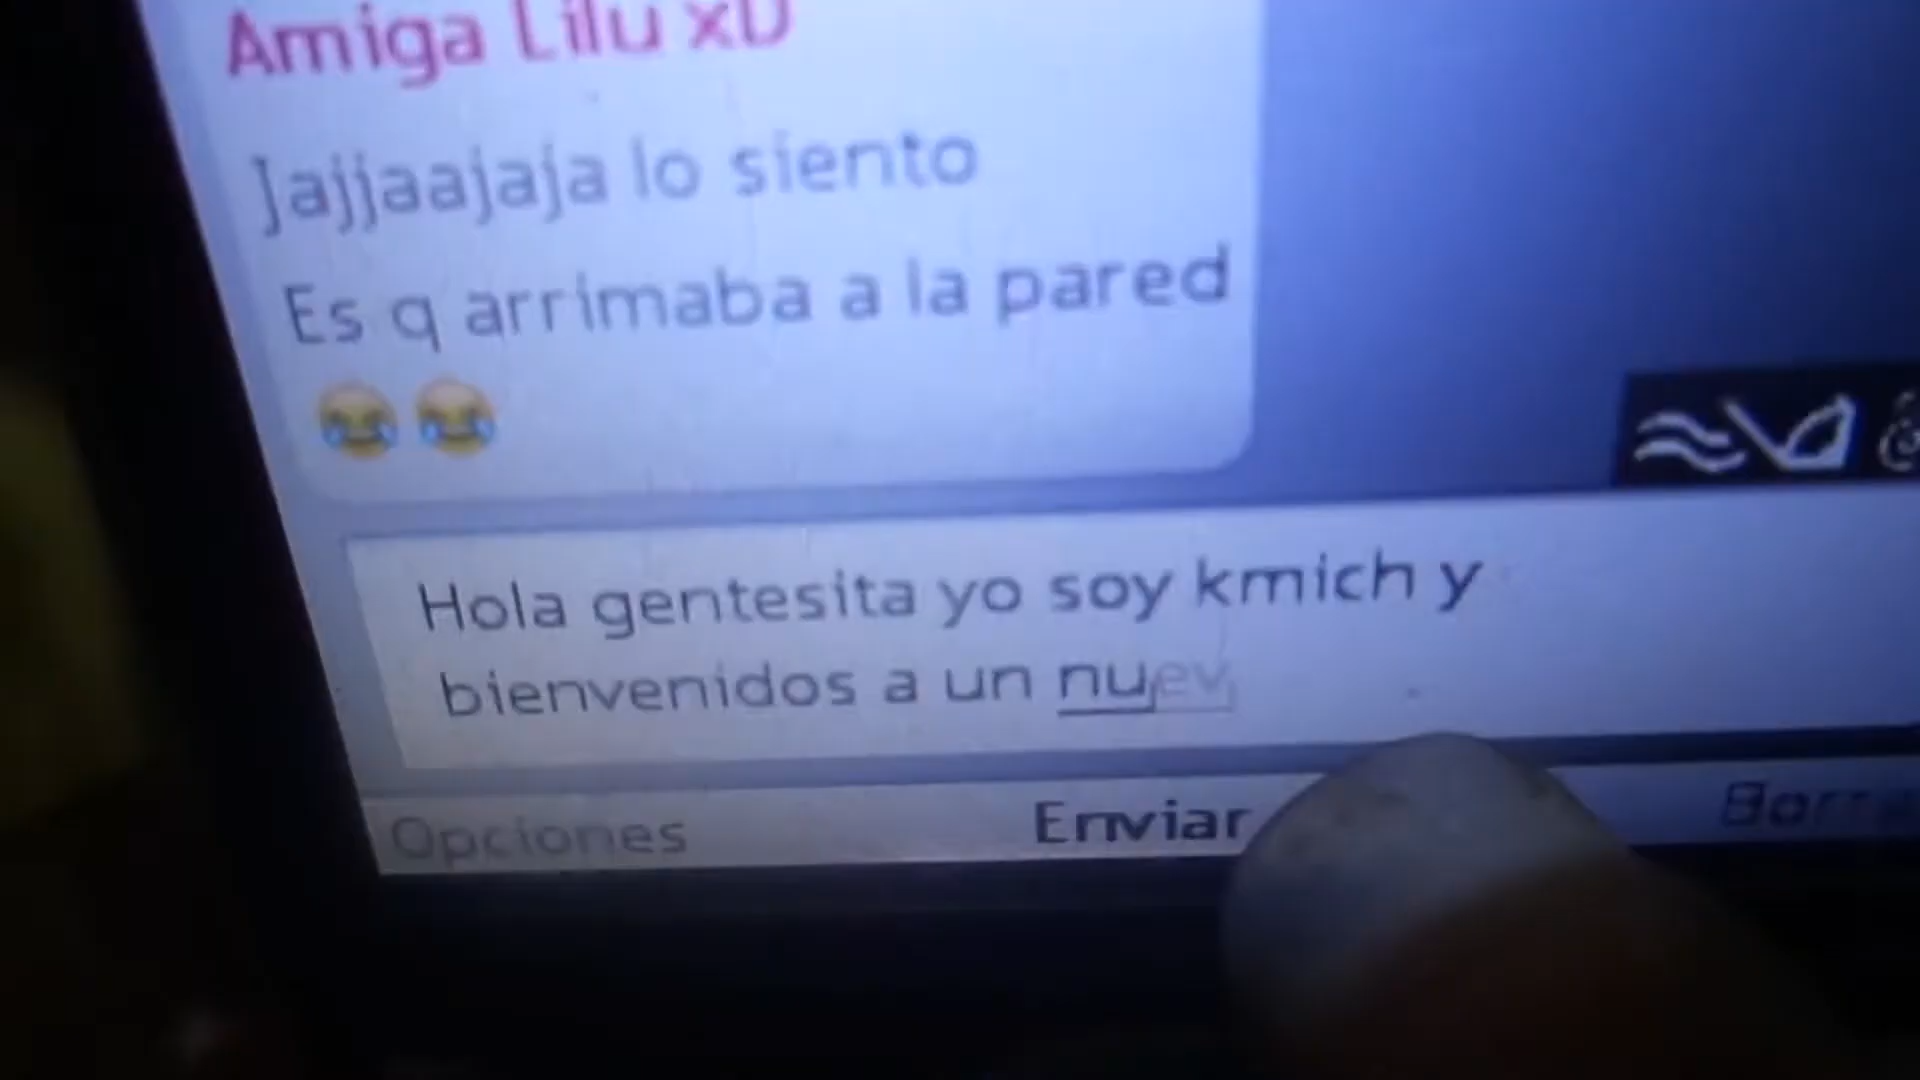 Amiga Lilu xD
Jajjaajaja lo siento
Es q arrimaba a la pared
😂😂
Hola gentesita yo soy kmich y
bienvenidos a un nuev
Opciones Enviar